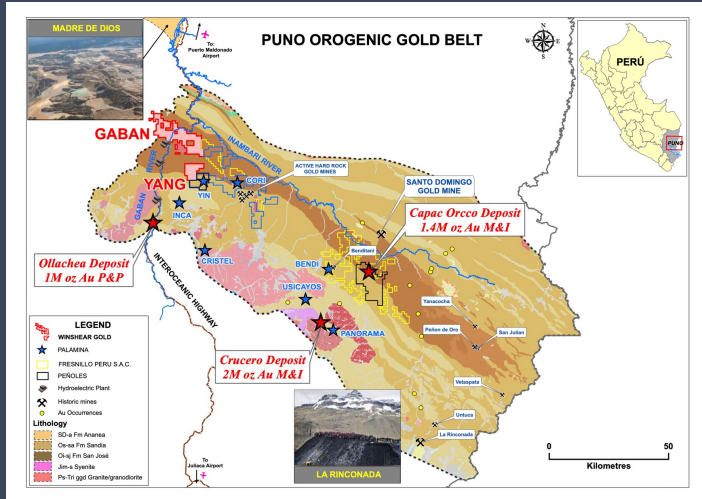 MADRE DE DIOS
To:
Puerto Maldonado
Airport
PUNO OROGENIC GOLD BELT
N
W
E
S
PERÚ
PUNO
GABAN
INAMBARI RIVER
GABAN RIVER
ACTIVE HARD ROCK
GOLD MINES
YANG
YIN
CORI
INCA
SANTO DOMINGO
GOLD MINE
Capac Orcco Deposit
1.4M oz Au M&I
Ollachea Deposit
1M oz Au P&P
CRISTEL
BENDI
Benditani
INTEROCEANIC HIGHWAY
USICAYOS
Yanacocha
Peñon de Oro
San Julian
PANORAMA
Crucero Deposit
2M oz Au M&I
Vetaspata
Untuca
La Rinconada
LEGEND
WINSHEAR GOLD
PALAMINA
FRESNILLO PERU S.A.C.
PEÑOLES
Hydroelectric Plant
Historic mines
Au Occurrences
Lithology
SD-a Fm Ananea
Os-sa Fm Sandia
Oi-sj Fm San José
Jim-s Syenite
Ps-Tri ggd Granite/granodiorite
To:
Juliaca Airport
LA RINCONADA
0
50
Kilometres